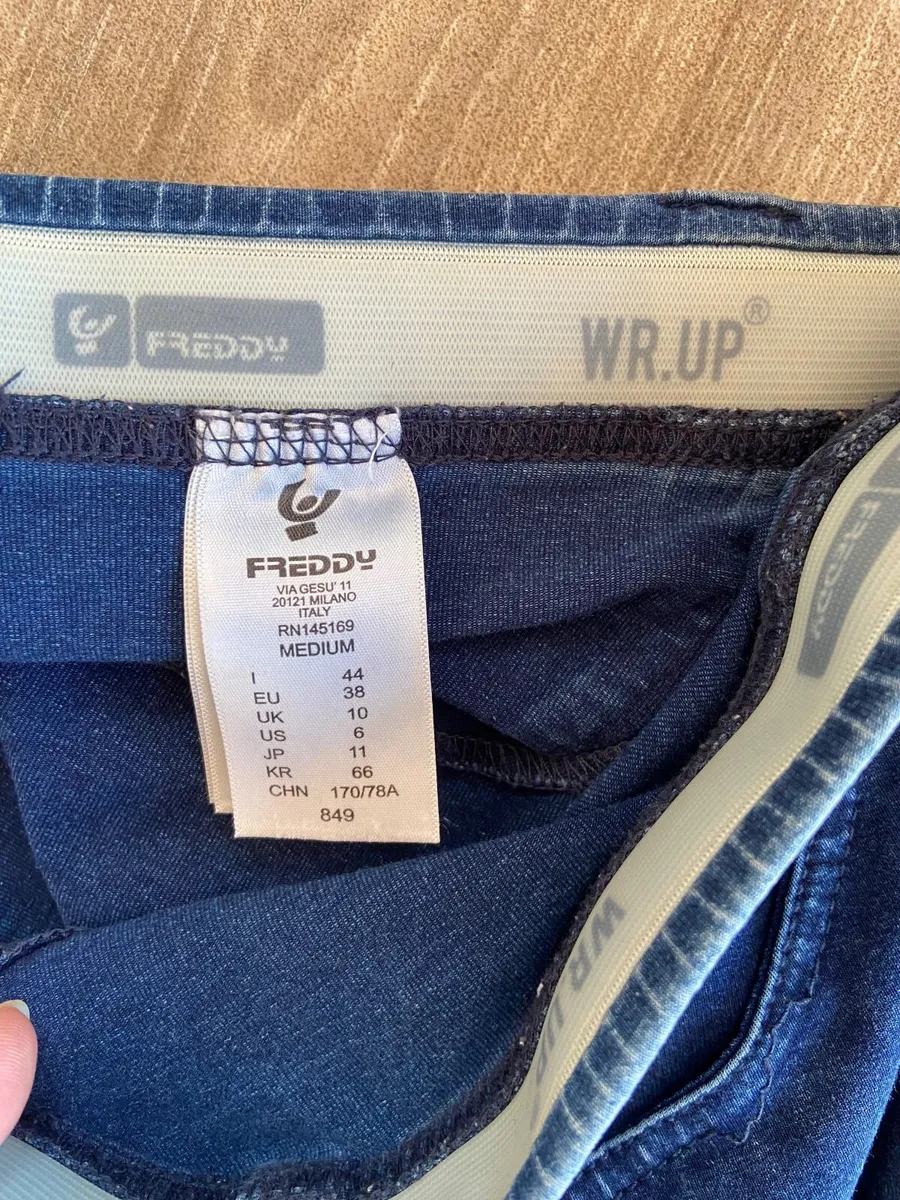 FREDDY
WR.UP®
FREDDY
VIA GESU' 11
20121 MILANO
ITALY
RN145169
MEDIUM
I 44
EU 38
UK 10
US 6
JP 11
KR 66
CHN 170/78A
849
FREDDY
WR.UP